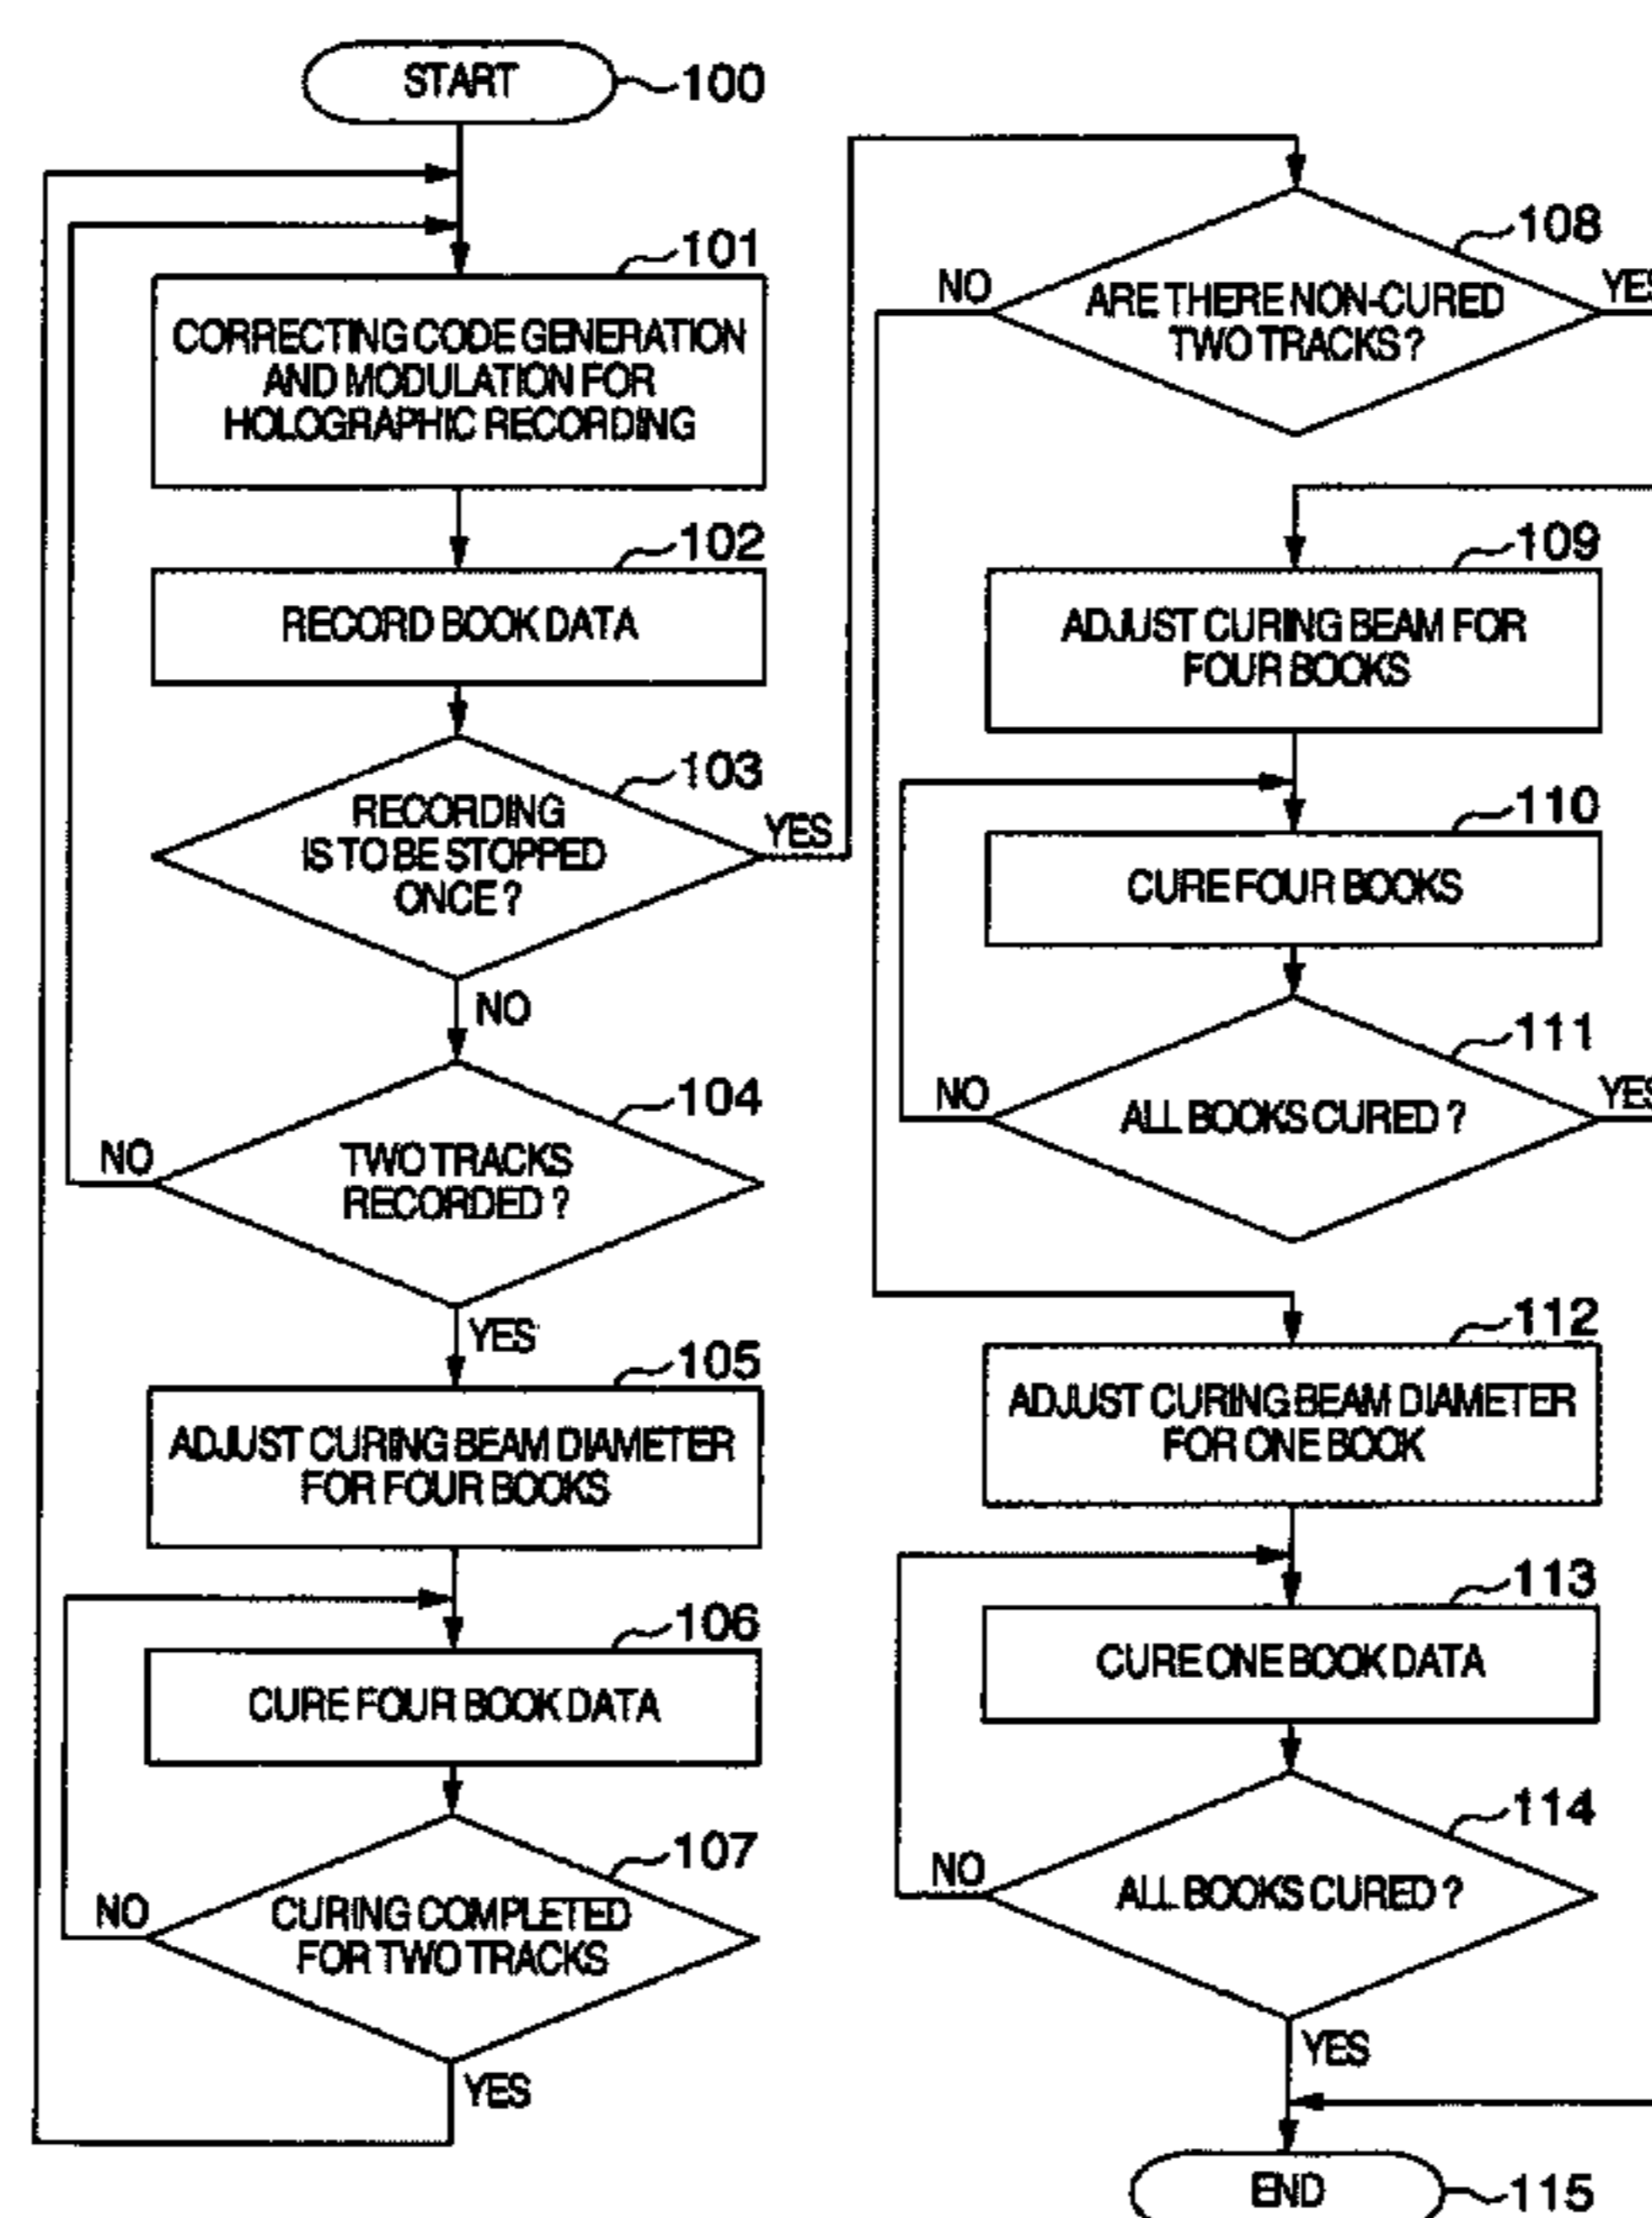 START
100
101
CORRECTING CODE GENERATION
AND MODULATION FOR
HOLOGRAPHIC RECORDING
102
RECORD BOOK DATA
103
RECORDING
IS TO BE STOPPED
ONCE ?
YES
NO
104
TWO TRACKS
RECORDED ?
NO
YES
105
ADJUST CURING BEAM DIAMETER
FOR FOUR BOOKS
106
CURE FOUR BOOK DATA
107
CURING COMPLETED
FOR TWO TRACKS
NO
YES
108
ARE THERE NON-CURED
TWO TRACKS ?
NO
YES
109
ADJUST CURING BEAM FOR
FOUR BOOKS
110
CURE FOUR BOOKS
111
ALL BOOKS CURED ?
NO
YES
112
ADJUST CURING BEAM DIAMETER
FOR ONE BOOK
113
CURE ONE BOOK DATA
114
ALL BOOKS CURED ?
NO
YES
END
115